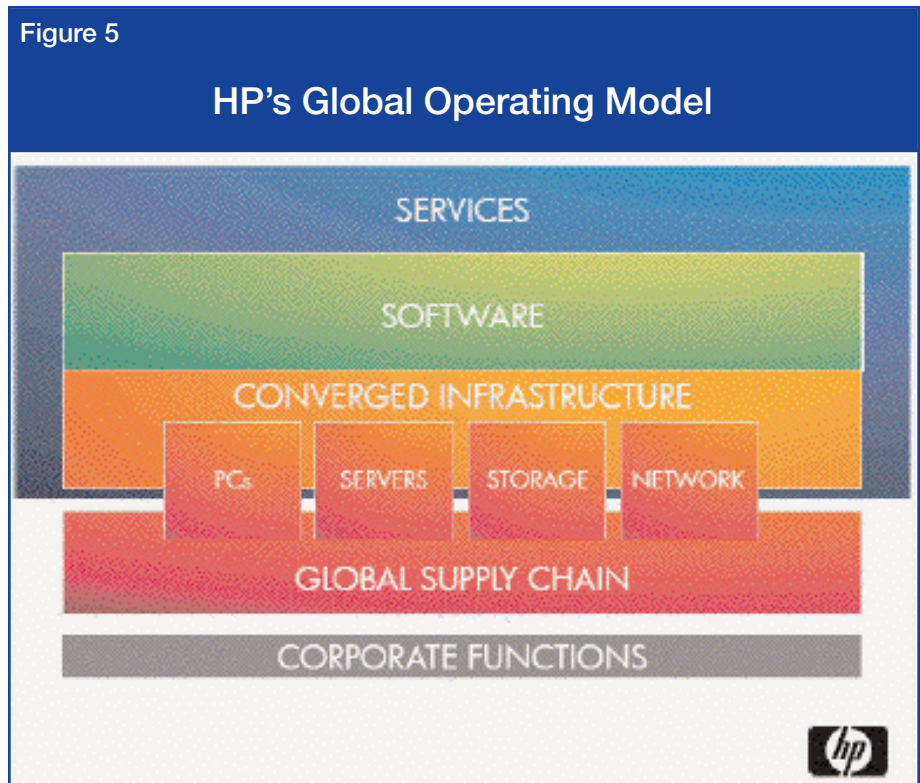 Figure 5
HP's Global Operating Model
SERVICES
SOFTWARE
CONVERGED INFRASTRUCTURE
PCs SERVERS STORAGE NETWORK
GLOBAL SUPPLY CHAIN
CORPORATE FUNCTIONS
hp